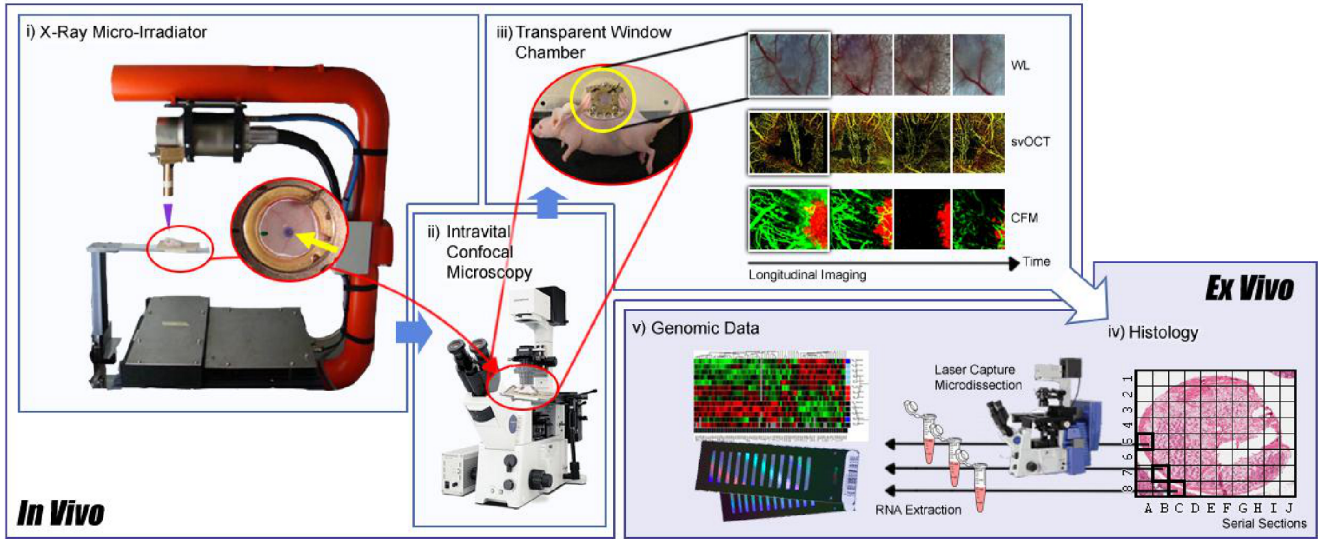 i) X-Ray Micro-Irradiator
ii) Intravital
Confocal
Microscopy
iii) Transparent Window
Chamber
WL
svOCT
CFM
Time
Longitudinal Imaging
In Vivo
Ex Vivo
iv) Histology
1
2
3
4
5
6
7
8
A B C D E F G H I J
Serial Sections
v) Genomic Data
Laser Capture
Microdissection
RNA Extraction